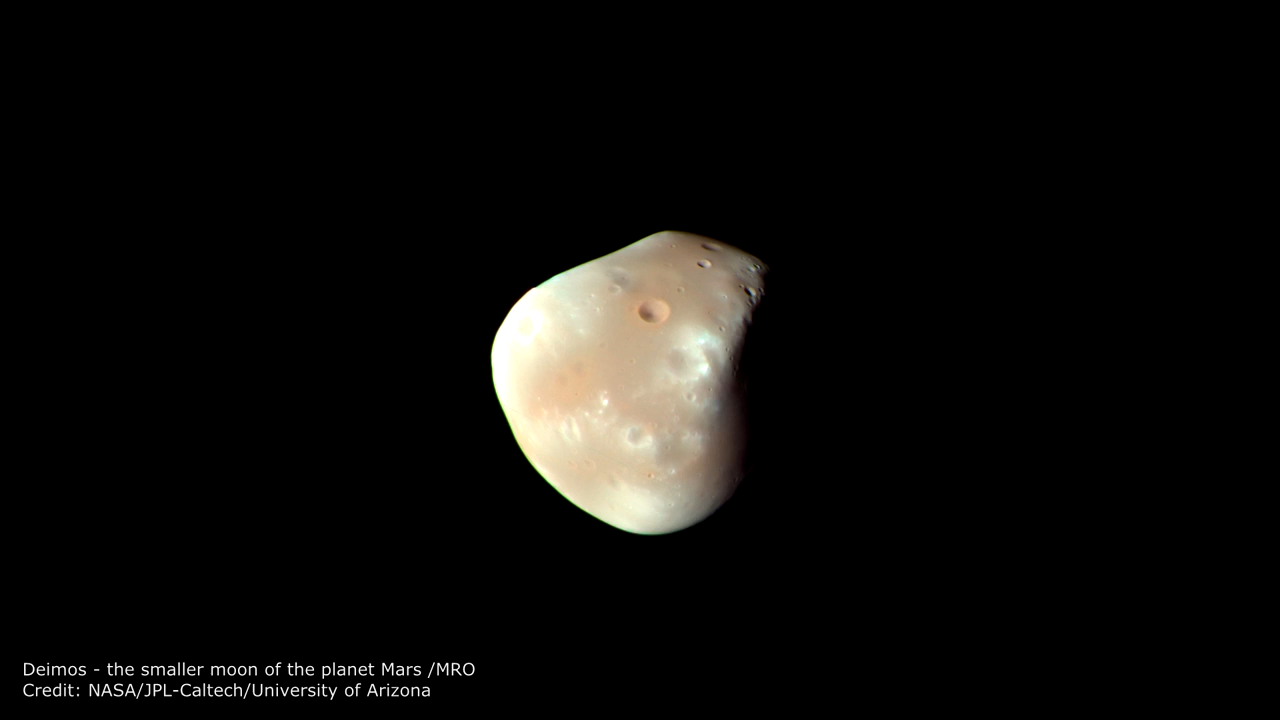 Deimos - the smaller moon of the planet Mars /MRO
Credit: NASA/JPL-Caltech/University of Arizona